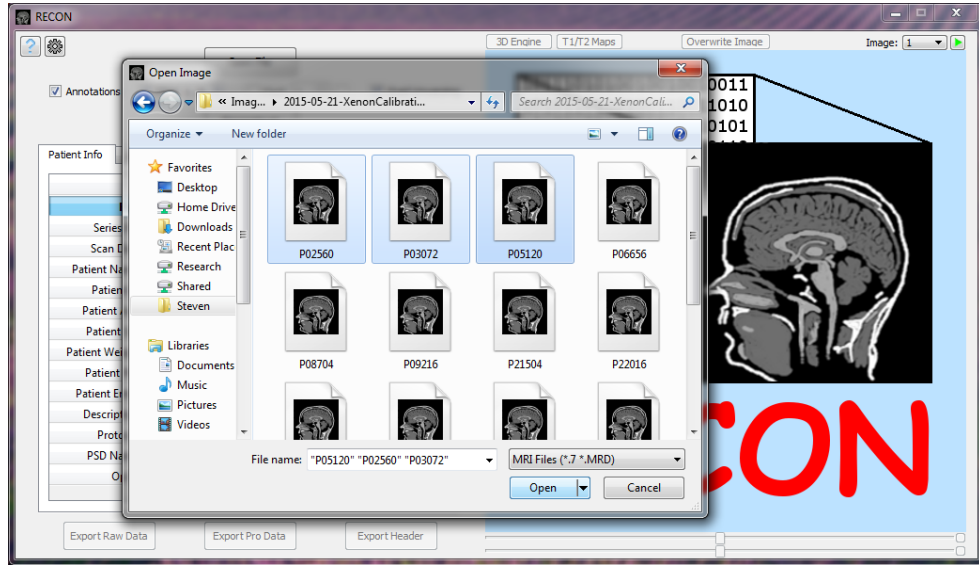 RECON
3D Engine T1/T2 Maps Overwrite Image Image: 1
Open Image
Annotations
« Imag... 2015-05-21-XenonCalibrati... Search 2015-05-21-XenonCali...
0011
1010
0101
Organize New folder
Patient Info
Favorites
Desktop
Home Drive
Downloads
Recent Plac
Research
Shared
Steven
Libraries
Documents
Music
Pictures
Videos
P02560 P03072 P05120 P06656
P08704 P09216 P21504 P22016
Series
Scan D
Patient Na
Patien
Patient
Patient
Patient Wei
Patient
Patient En
Descript
Proto
PSD Na
Op
File name: "P05120" "P02560" "P03072" MRI Files (*.7 *.MRD)
Open Cancel
CON
Export Raw Data Export Pro Data Export Header